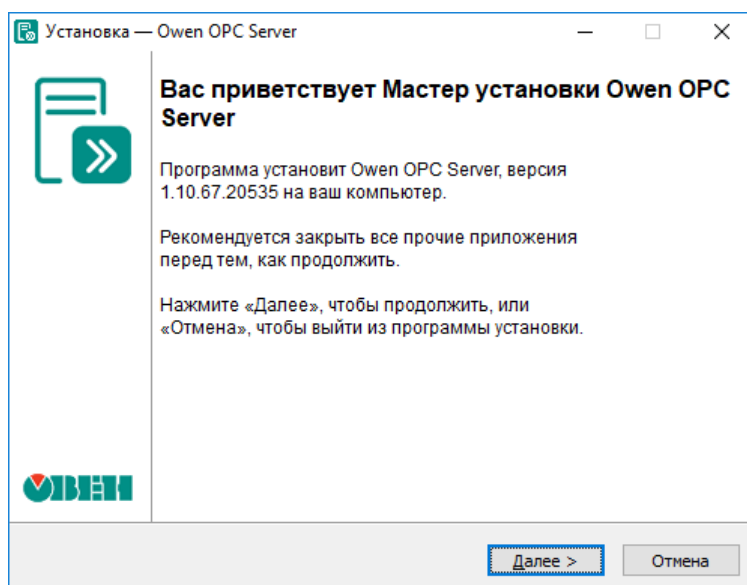 Установка — Owen OPC Server
Вас приветствует Мастер установки Owen OPC
Server
Программа установит Owen OPC Server, версия
1.10.67.20535 на ваш компьютер.
Рекомендуется закрыть все прочие приложения
перед тем, как продолжить.
Нажмите «Далее», чтобы продолжить, или
«Отмена», чтобы выйти из программы установки.
ОВЕН
Далее >
Отмена